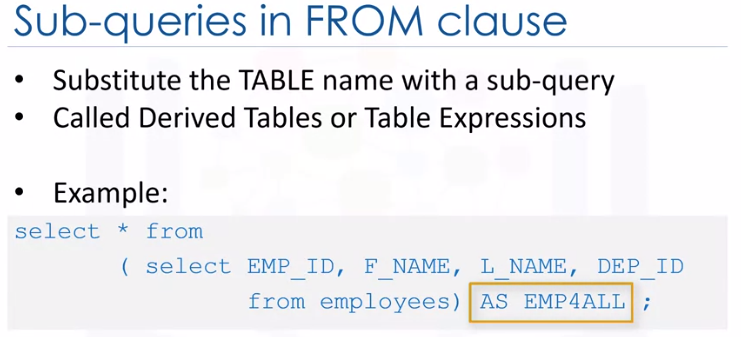 Sub-queries in FROM clause
• Substitute the TABLE name with a sub-query
• Called Derived Tables or Table Expressions
• Example:
select * from
( select EMP_ID, F_NAME, L_NAME, DEP_ID
from employees) AS EMP4ALL ;